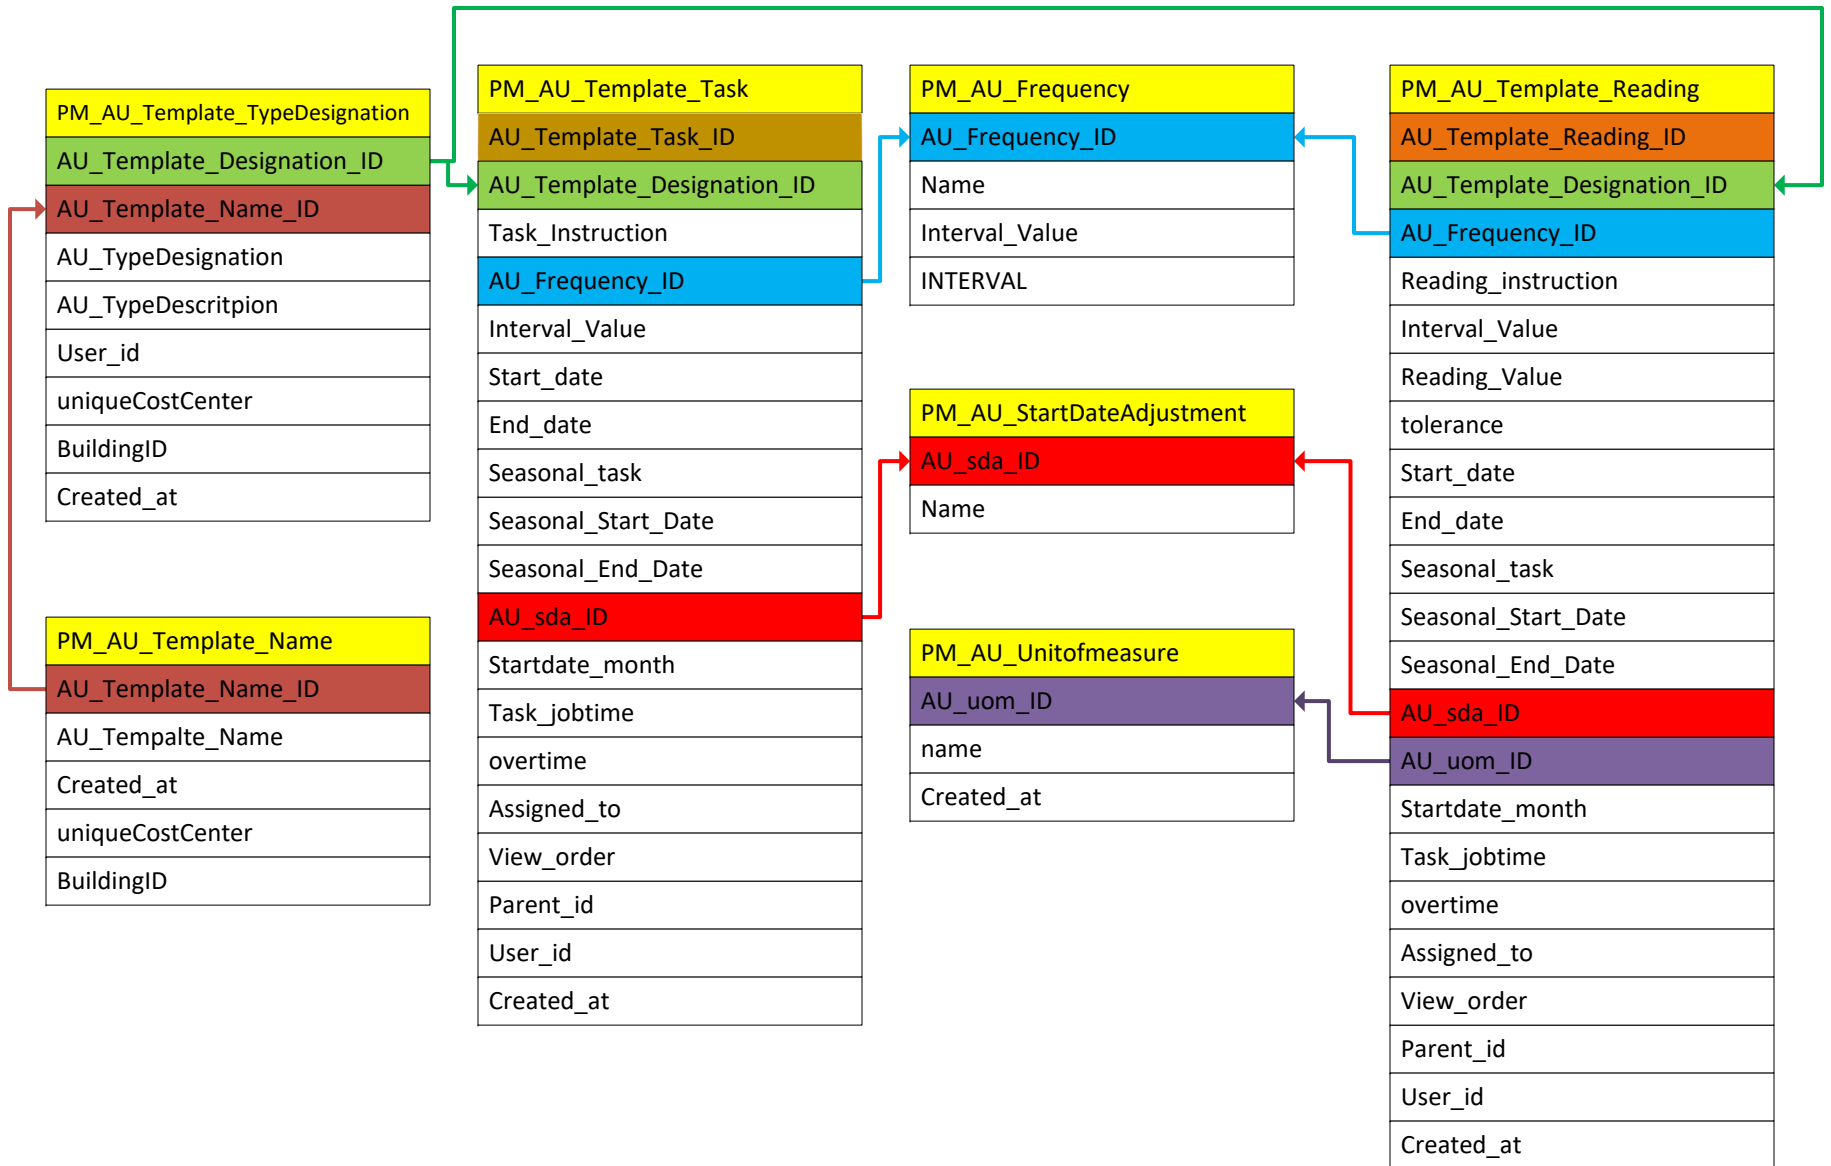 PM_AU_Template_TypeDesignation
AU_Template_Designation_ID
AU_Template_Name_ID
AU_TypeDesignation
AU_TypeDescritpion
User_id
uniqueCostCenter
BuildingID
Created_at
PM_AU_Template_Name
AU_Template_Name_ID
AU_Tempalte_Name
Created_at
uniqueCostCenter
BuildingID
PM_AU_Template_Task
AU_Template_Task_ID
AU_Template_Designation_ID
Task_Instruction
AU_Frequency_ID
Interval_Value
Start_date
End_date
Seasonal_task
Seasonal_Start_Date
Seasonal_End_Date
AU_sda_ID
Startdate_month
Task_jobtime
overtime
Assigned_to
View_order
Parent_id
User_id
Created_at
PM_AU_Frequency
AU_Frequency_ID
Name
Interval_Value
INTERVAL
PM_AU_StartDateAdjustment
AU_sda_ID
Name
PM_AU_Unitofmeasure
AU_uom_ID
name
Created_at
PM_AU_Template_Reading
AU_Template_Reading_ID
AU_Template_Designation_ID
AU_Frequency_ID
Reading_instruction
Interval_Value
Reading_Value
tolerance
Start_date
End_date
Seasonal_task
Seasonal_Start_Date
Seasonal_End_Date
AU_sda_ID
AU_uom_ID
Startdate_month
Task_jobtime
overtime
Assigned_to
View_order
Parent_id
User_id
Created_at